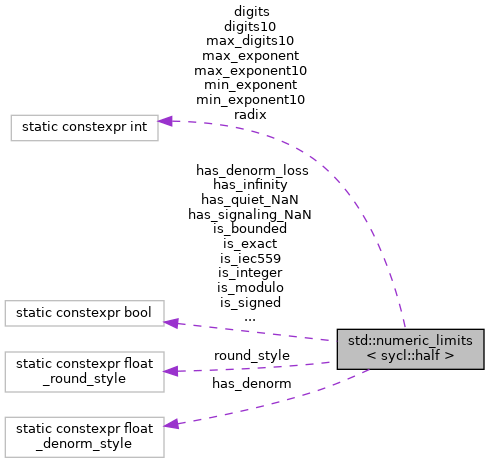 digits
digits10
max_digits10
max_exponent
max_exponent10
min_exponent
min_exponent10
radix
static constexpr int
has_denorm_loss
has_infinity
has_quiet_NaN
has_signaling_NaN
is_bounded
is_exact
is_iec559
is_integer
is_modulo
is_signed
...
static constexpr bool
std::numeric_limits
< sycl::half >
round_style
static constexpr float
_round_style
has_denorm
static constexpr float
_denorm_style